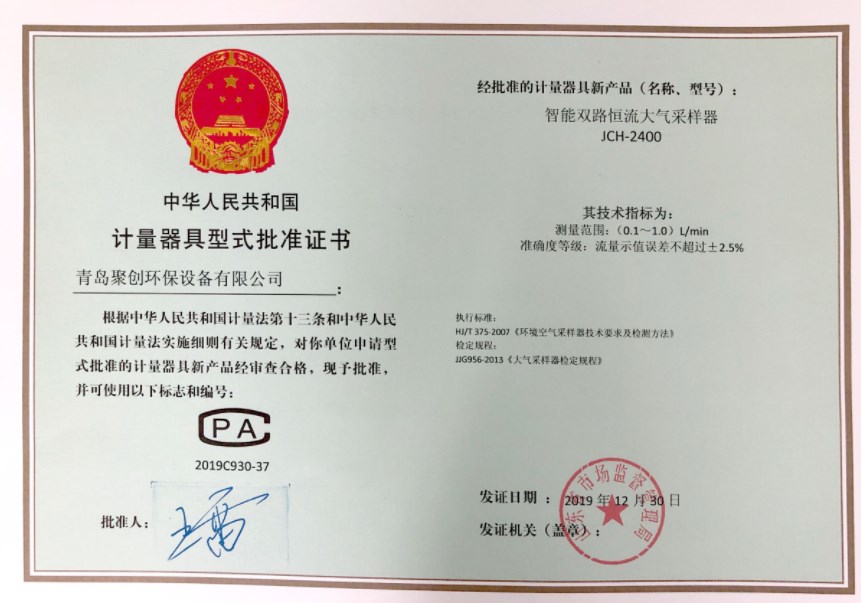 中华人民共和国
计量器具型式批准证书
青岛聚创环保设备有限公司：
根据中华人民共和国计量法第十三条和中华人民
共和国计量法实施细则有关规定，对你单位申请型
式批准的计量器具新产品经审查合格，现予批准，
并可使用以下标志和编号：
CPA
2019C930-37
批准人：
经批准的计量器具新产品（名称、型号）：
智能双路恒流大气采样器
JCH-2400
其技术指标为：
测量范围：（0.1～1.0）L/min
准确度等级：流量示值误差不超过±2.5%
执行标准：
HJ/T 375-2007《环境空气采样器技术要求及检测方法》
检定规程：
JJG956-2013《大气采样器检定规程》
发证日期：2019 年 12 月 30 日
发证机关（盖章）：
山东省市场监督管理局